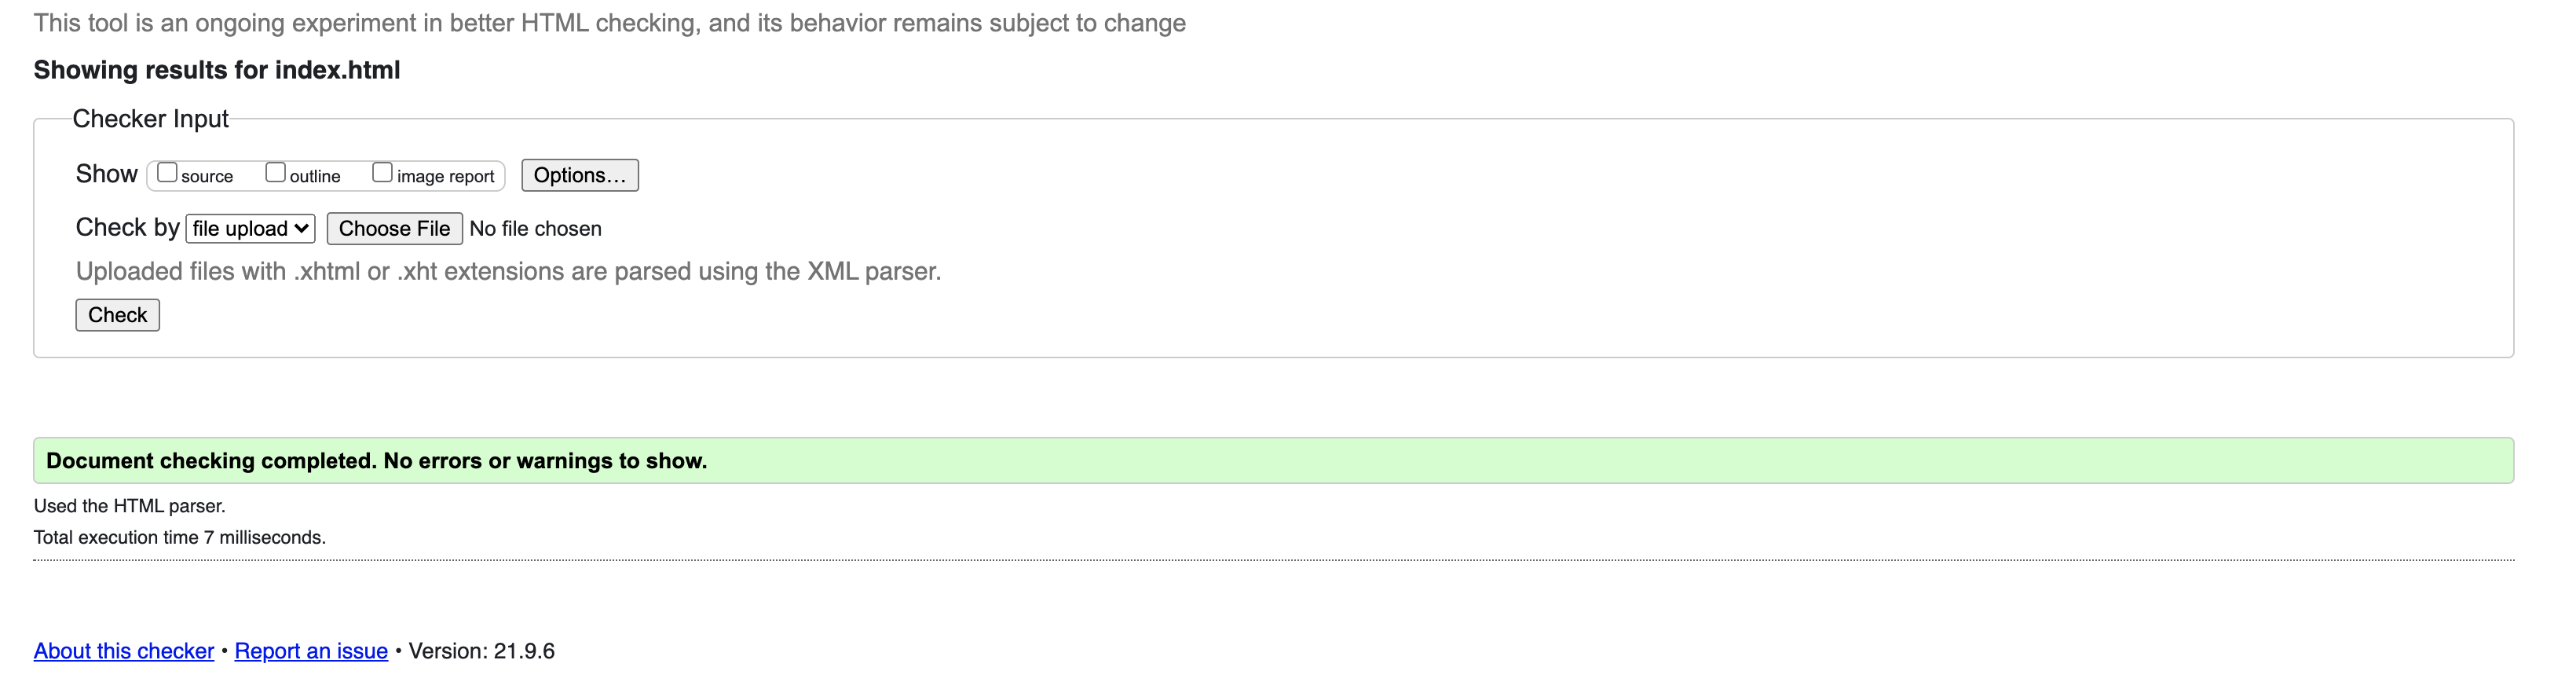 This tool is an ongoing experiment in better HTML checking, and its behavior remains subject to change
Showing results for index.html
Checker Input
Show source outline image report Options...
Check by file upload Choose File No file chosen
Uploaded files with .xhtml or .xht extensions are parsed using the XML parser.
Check
Document checking completed. No errors or warnings to show.
Used the HTML parser.
Total execution time 7 milliseconds.
About this checker • Report an issue • Version: 21.9.6